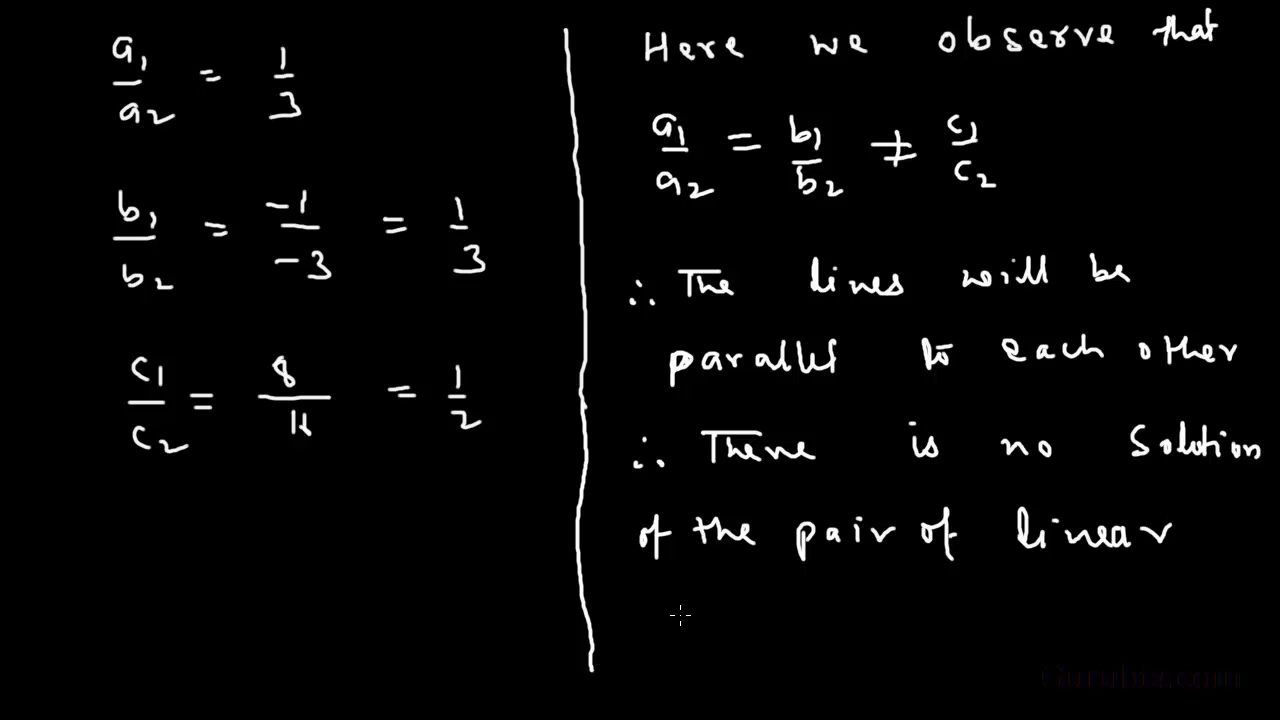 a1/a2 = 1/3
b1/b2 = -1/-3 = 1/3
c1/c2 = 8/16 = 1/2
Here we observe that
a1/a2 = b1/b2 ≠ c1/c2
∴ The lines will be
parallel to each other
∴ There is no solution
of the pair of linear